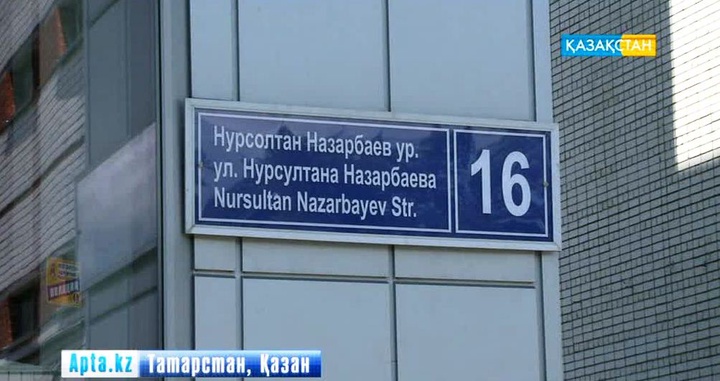 ҚАЗАҚСТАН
Нурсолтан Назарбаев ур.
ул. Нурсултана Назарбаева
Nursultan Nazarbayev Str.
16
Apta.kz Татарстан, Қазан